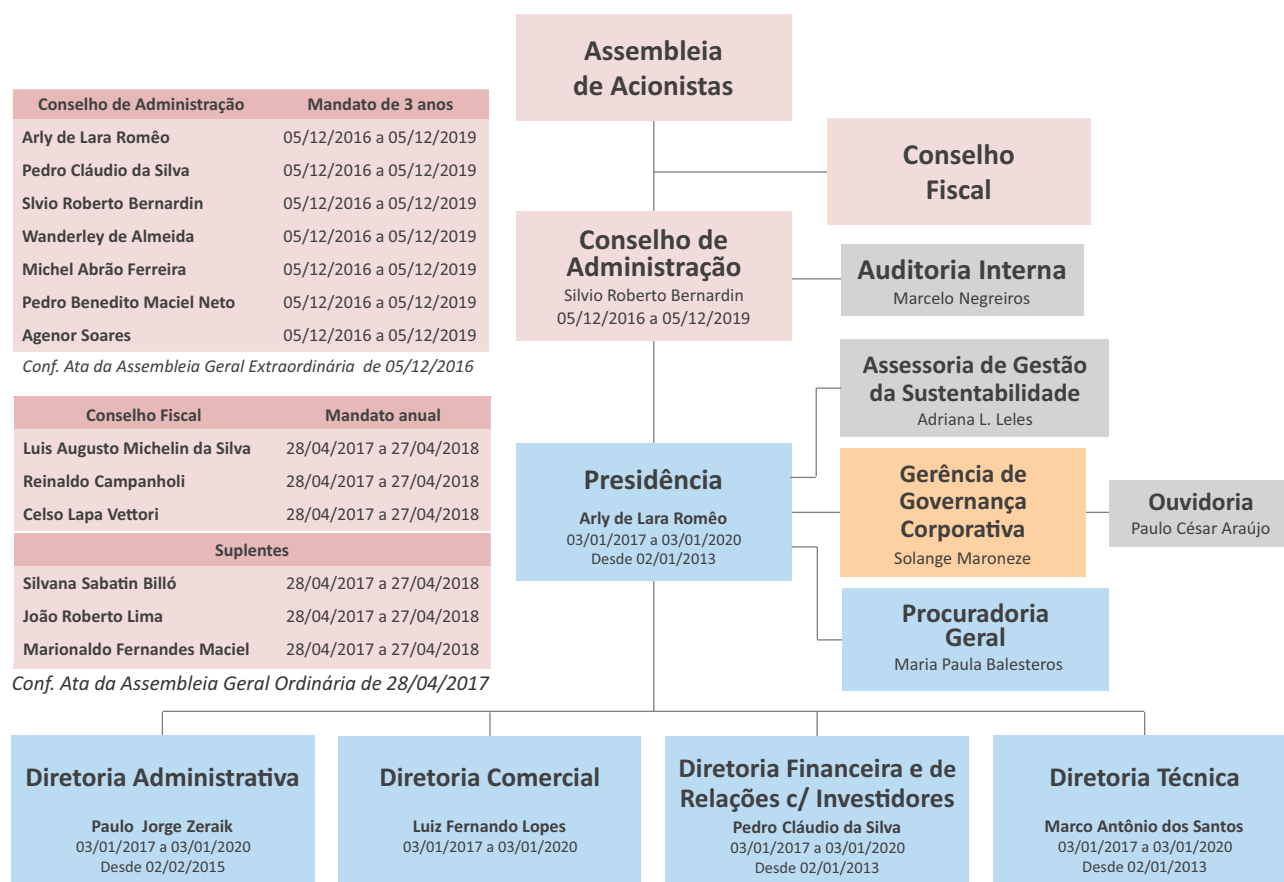 Assembleia
de Acionistas
Conselho de Administração Mandato de 3 anos
Arly de Lara Romêo 05/12/2016 a 05/12/2019
Pedro Cláudio da Silva 05/12/2016 a 05/12/2019
Slvio Roberto Bernardin 05/12/2016 a 05/12/2019
Wanderley de Almeida 05/12/2016 a 05/12/2019
Michel Abrão Ferreira 05/12/2016 a 05/12/2019
Pedro Benedito Maciel Neto 05/12/2016 a 05/12/2019
Agenor Soares 05/12/2016 a 05/12/2019
Conf. Ata da Assembleia Geral Extraordinária de 05/12/2016
Conselho Fiscal Mandato anual
Luis Augusto Michelin da Silva 28/04/2017 a 27/04/2018
Reinaldo Campanholi 28/04/2017 a 27/04/2018
Celso Lapa Vettori 28/04/2017 a 27/04/2018
Suplentes
Silvana Sabatin Billó 28/04/2017 a 27/04/2018
João Roberto Lima 28/04/2017 a 27/04/2018
Marionaldo Fernandes Maciel 28/04/2017 a 27/04/2018
Conf. Ata da Assembleia Geral Ordinária de 28/04/2017
Conselho
Fiscal
Conselho de
Administração
Silvio Roberto Bernardin
05/12/2016 a 05/12/2019
Auditoria Interna
Marcelo Negreiros
Assessoria de Gestão
da Sustentabilidade
Adriana L. Leles
Presidência
Arly de Lara Romêo
03/01/2017 a 03/01/2020
Desde 02/01/2013
Gerência de
Governança
Corporativa
Solange Maroneze
Ouvidoria
Paulo César Araújo
Procuradoria
Geral
Maria Paula Balesteros
Diretoria Administrativa
Paulo Jorge Zeraik
03/01/2017 a 03/01/2020
Desde 02/02/2015
Diretoria Comercial
Luiz Fernando Lopes
03/01/2017 a 03/01/2020
Diretoria Financeira e de
Relações c/ Investidores
Pedro Cláudio da Silva
03/01/2017 a 03/01/2020
Desde 02/01/2013
Diretoria Técnica
Marco Antônio dos Santos
03/01/2017 a 03/01/2020
Desde 02/01/2013